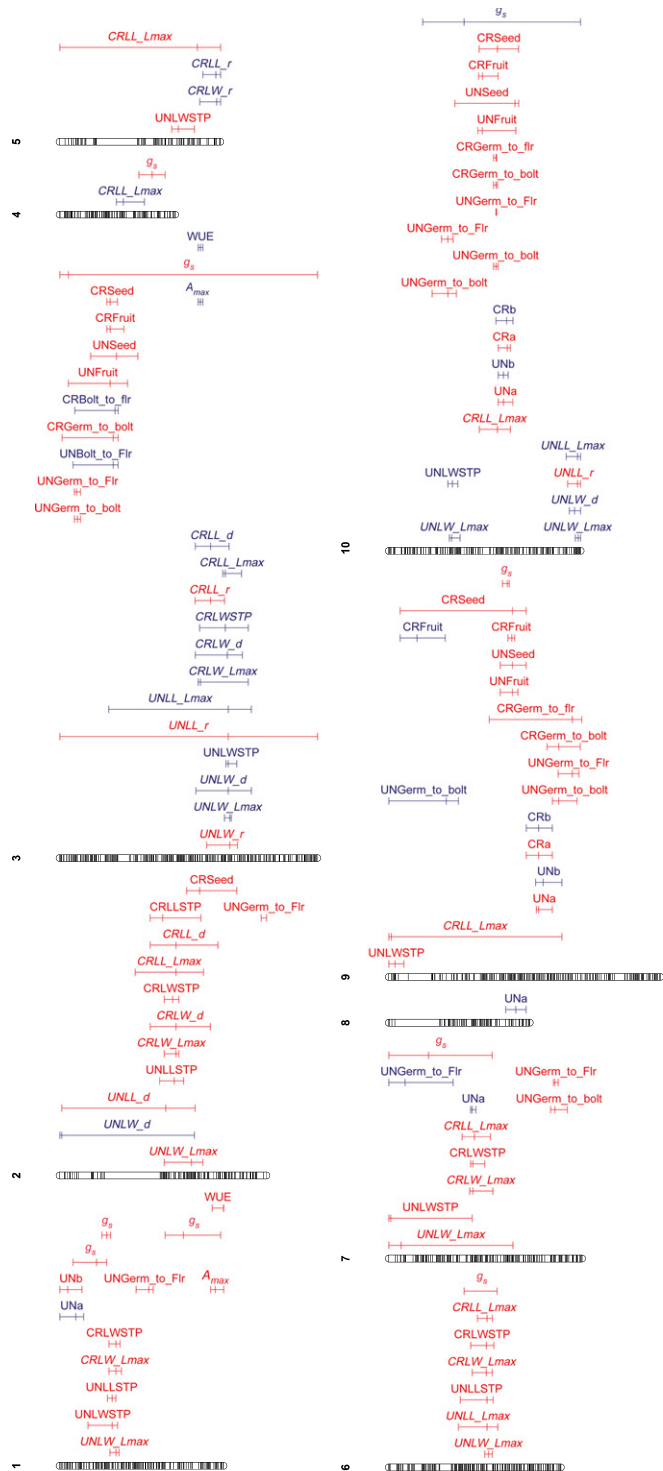 1
UNLW_Lmax
UNLWSTP
UNLLSTP
CRLW_Lmax
CRLWSTP
UNa
UNb
UNGerm_to_Flr
Amax
gs
gs
gs
WUE
2
UNLW_Lmax
UNLW_d
UNLL_d
UNLLSTP
CRLW_Lmax
CRLW_d
CRLWSTP
CRLL_Lmax
CRLL_d
CRLLSTP
UNGerm_to_Flr
CRSeed
3
UNLW_r
UNLW_Lmax
UNLW_d
UNLWSTP
UNLL_r
UNLL_Lmax
CRLW_Lmax
CRLW_d
CRLWSTP
CRLL_r
CRLL_Lmax
CRLL_d
UNGerm_to_bolt
UNGerm_to_Flr
UNBolt_to_Flr
CRGerm_to_bolt
CRBolt_to_flr
UNFruit
UNSeed
CRFruit
CRSeed
Amax
gs
WUE
4
CRLL_Lmax
gs
5
UNLWSTP
CRLW_r
CRLL_r
CRLL_Lmax
6
UNLW_Lmax
UNLL_Lmax
UNLLSTP
CRLW_Lmax
CRLWSTP
CRLL_Lmax
gs
7
UNLW_Lmax
UNLWSTP
CRLW_Lmax
CRLWSTP
CRLL_Lmax
UNa
UNGerm_to_bolt
UNGerm_to_Flr
UNGerm_to_Flr
gs
8
UNa
9
UNLWSTP
CRLL_Lmax
UNa
UNb
CRa
CRb
UNGerm_to_bolt
UNGerm_to_bolt
UNGerm_to_Flr
CRGerm_to_bolt
CRGerm_to_flr
UNFruit
UNSeed
CRFruit
CRFruit
CRSeed
gs
10
UNLW_Lmax
UNLW_Lmax
UNLW_d
UNLWSTP
UNLL_r
UNLL_Lmax
CRLL_Lmax
UNa
UNb
CRa
CRb
UNGerm_to_bolt
UNGerm_to_bolt
UNGerm_to_Flr
UNGerm_to_Flr
CRGerm_to_bolt
CRGerm_to_flr
UNFruit
UNSeed
CRFruit
CRSeed
gs